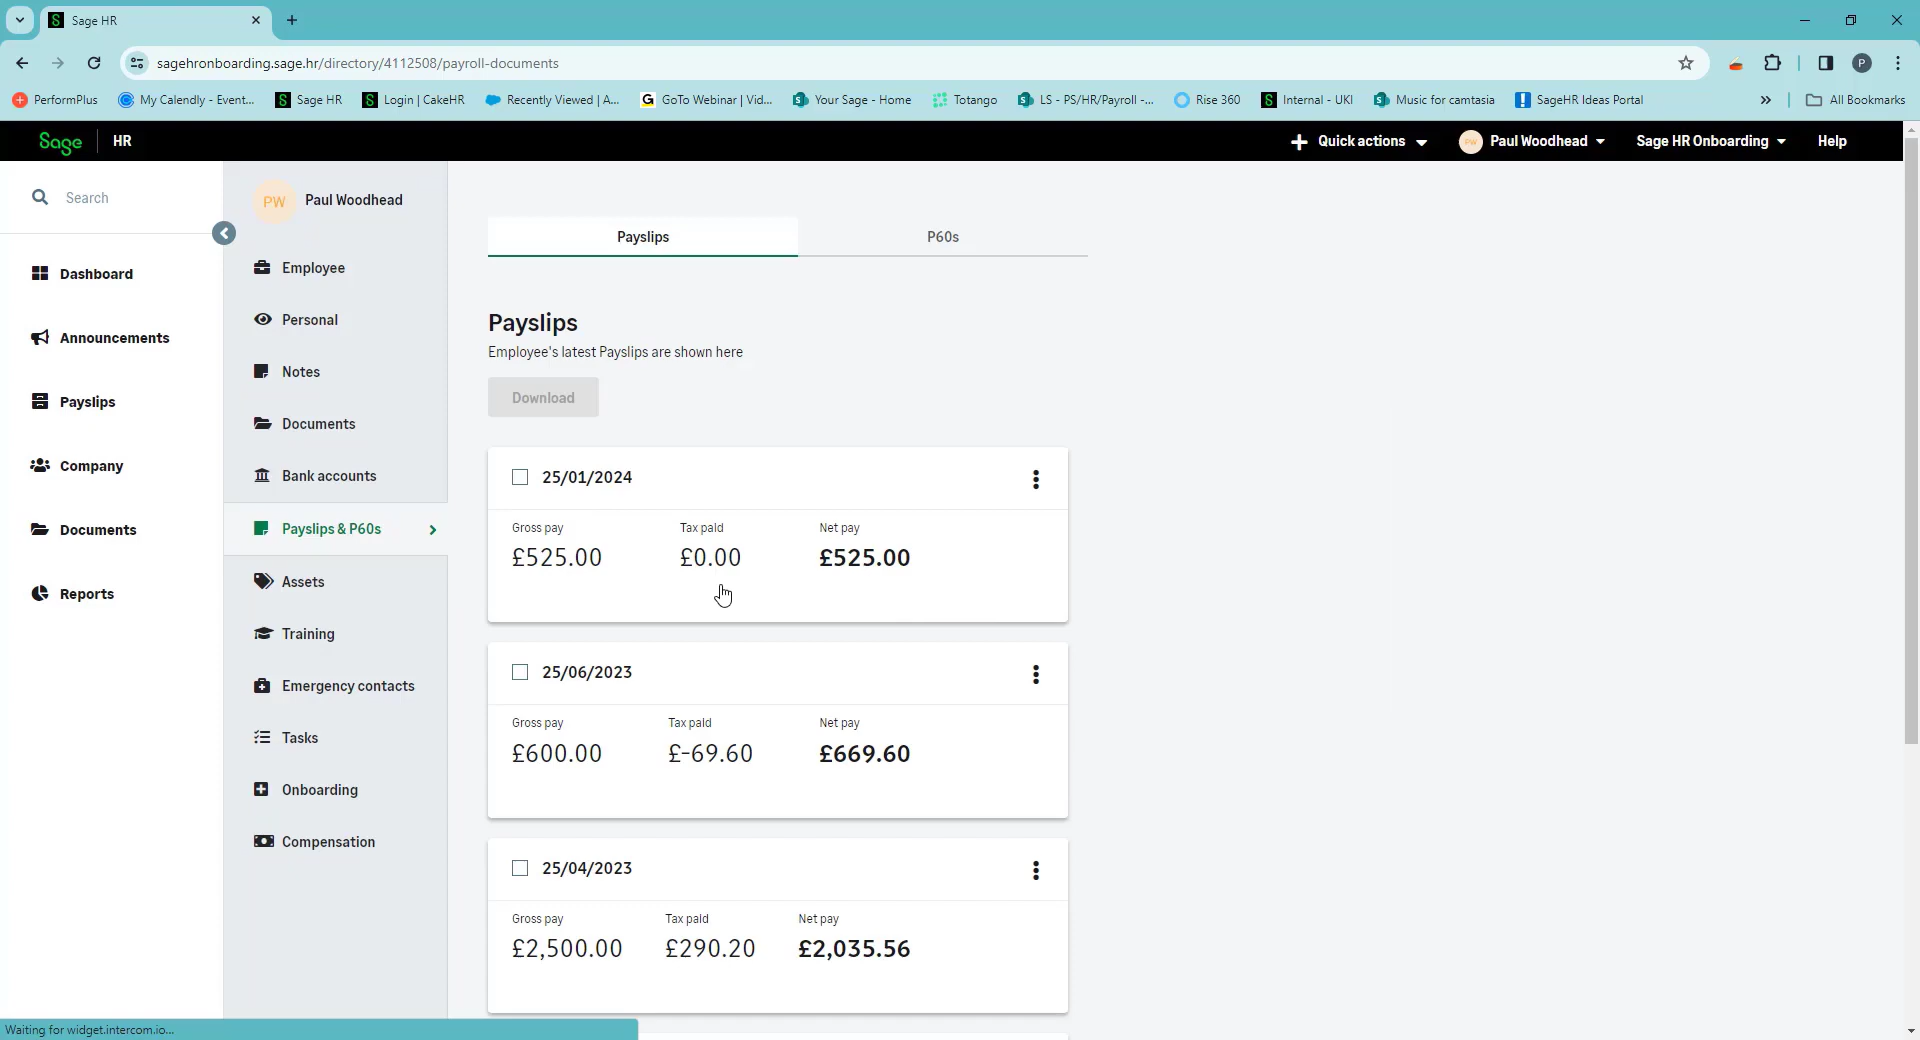 Sage HR
sagehronboarding.sage.hr/directory/4112508/payroll-documents
P
PerformPlus
My Calendly - Event...
Sage HR
Login | CakeHR
Recently Viewed | A...
GoTo Webinar | Vid...
Your Sage - Home
Totango
LS - PS/HR/Payroll -...
Rise 360
Internal - UKI
Music for camtasia
SageHR Ideas Portal
All Bookmarks
Sage HR
Quick actions
PW Paul Woodhead
Sage HR Onboarding
Help
Search
Dashboard
Announcements
Payslips
Company
Documents
Reports
PW Paul Woodhead
Employee
Personal
Notes
Documents
Bank accounts
Payslips & P60s
Assets
Training
Emergency contacts
Tasks
Onboarding
Compensation
Payslips P60s
Payslips
Employee's latest Payslips are shown here
Download
25/01/2024
Gross pay Tax paid Net pay
£525.00 £0.00 £525.00
25/06/2023
Gross pay Tax paid Net pay
£600.00 £-69.60 £669.60
25/04/2023
Gross pay Tax paid Net pay
£2,500.00 £290.20 £2,035.56
Waiting for widget.intercom.io...